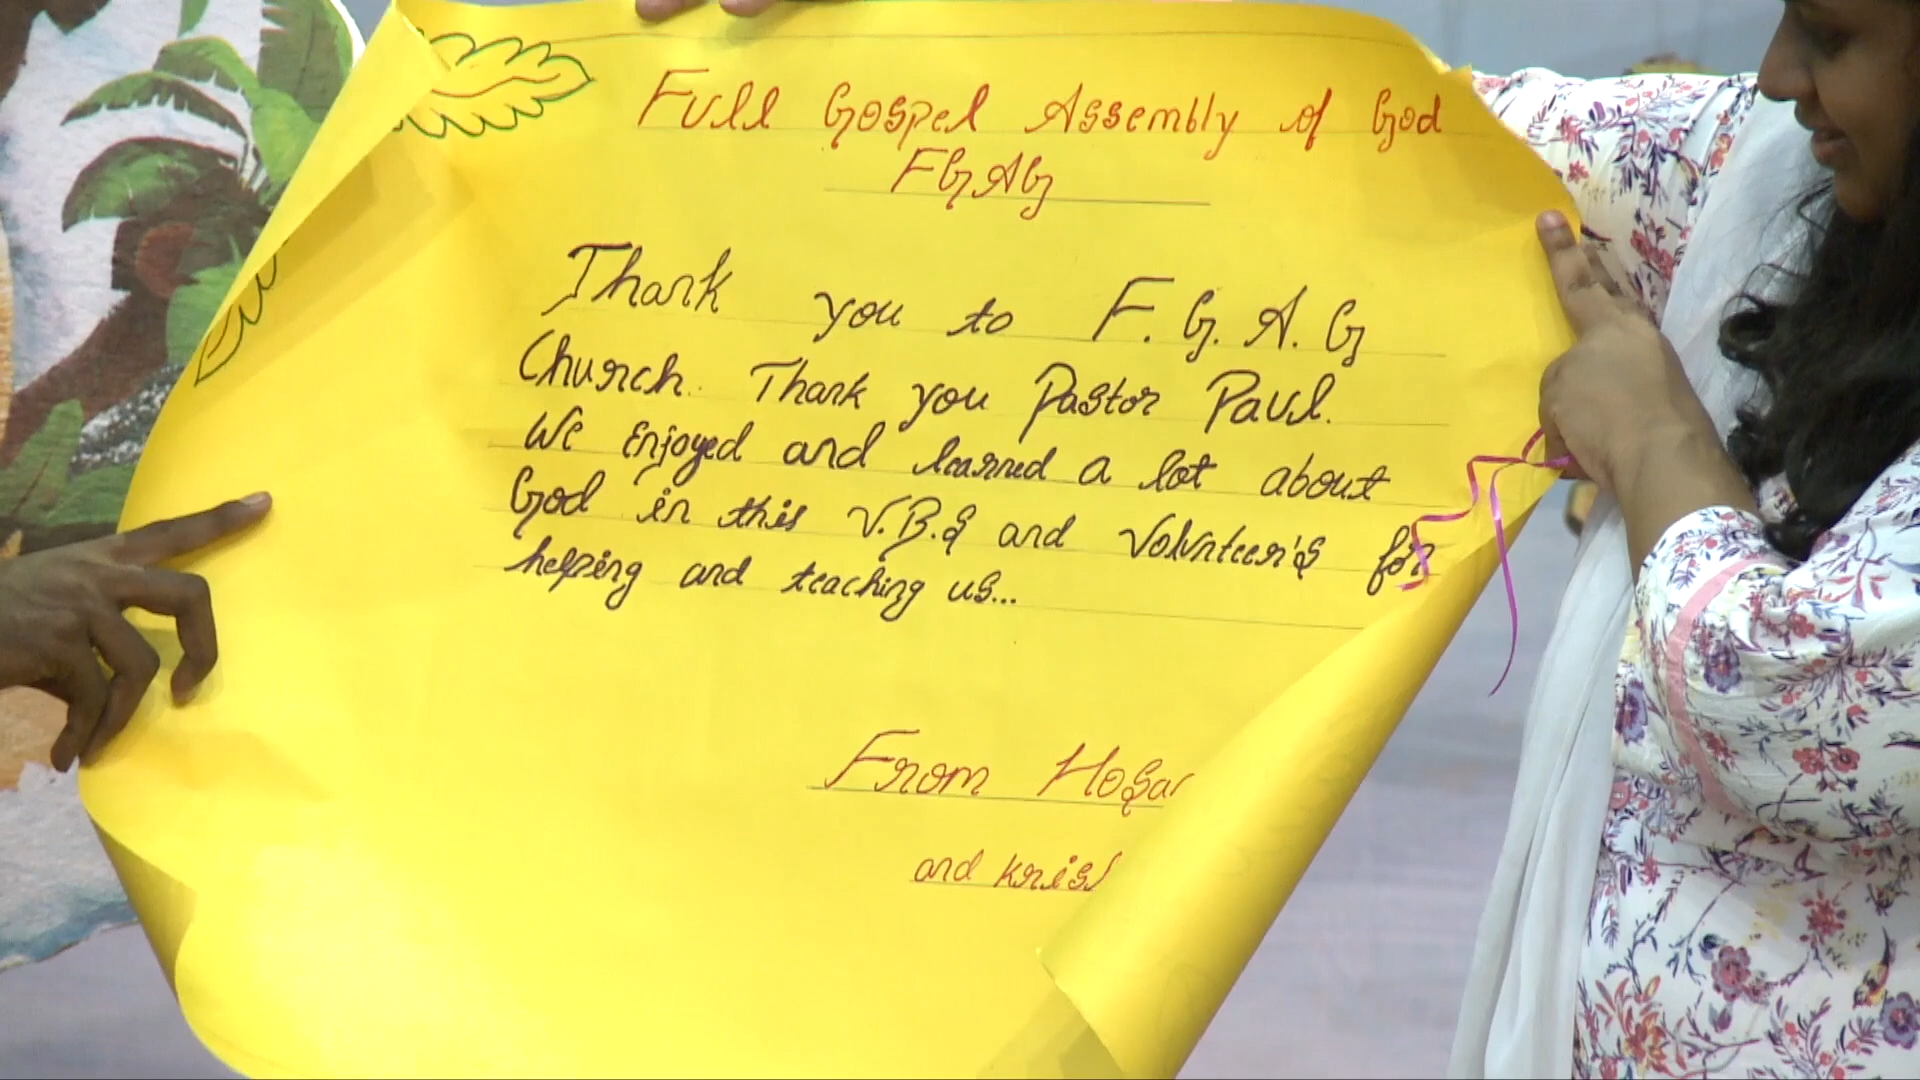 Full Gospel Assembly of God
FGAG
Thank you to F.G.A.G
Church. Thank you Pastor Paul.
We Enjoyed and learned a lot about
God in this V.B.S and Volunteer's for
helping and teaching us...
From
and